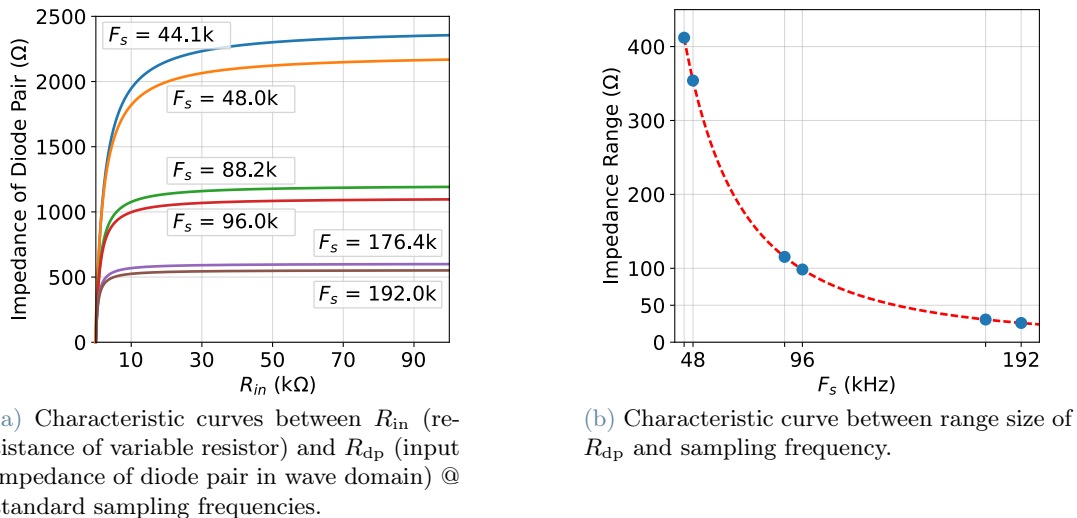 2500
2000
1500
1000
500
0
Impedance of Diode Pair (Ω)
F_s = 44.1k
F_s = 48.0k
F_s = 88.2k
F_s = 96.0k
F_s = 176.4k
F_s = 192.0k
10 30 50 70 90
R_in (kΩ)
a) Characteristic curves between R_in (re-
istance of variable resistor) and R_dp (input
mpedance of diode pair in wave domain) @
tandard sampling frequencies.
400
300
200
100
50
0
Impedance Range (Ω)
48 96 192
F_s (kHz)
(b) Characteristic curve between range size of
R_dp and sampling frequency.